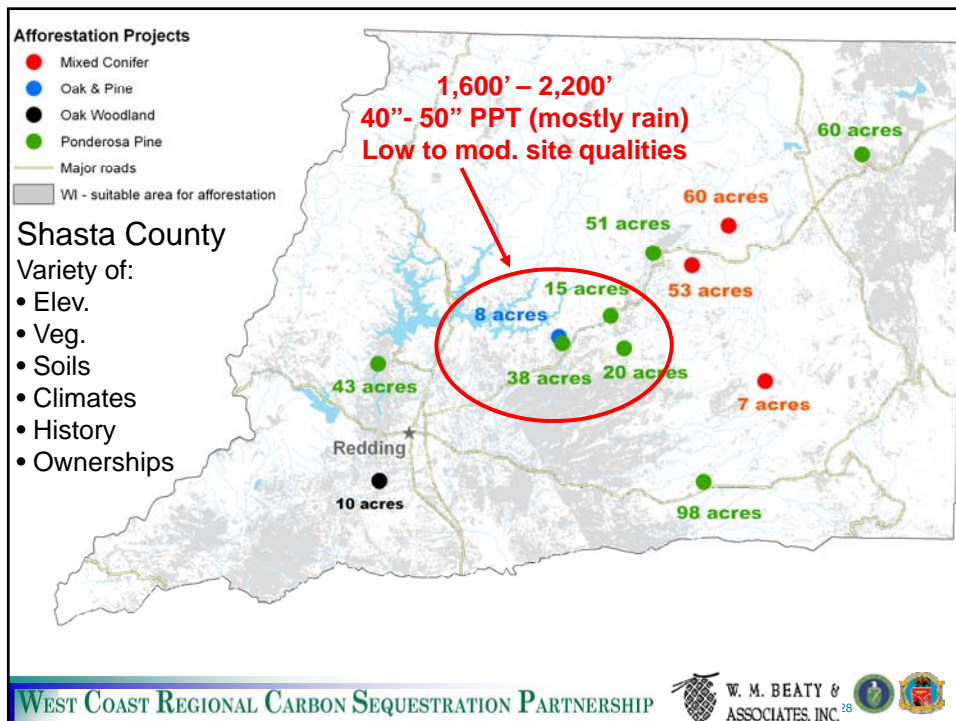 Afforestation Projects
Mixed Conifer
Oak & Pine
Oak Woodland
Ponderosa Pine
Major roads
WI - suitable area for afforestation
Shasta County
Variety of:
• Elev.
• Veg.
• Soils
• Climates
• History
• Ownerships
1,600’ – 2,200’
40”- 50” PPT (mostly rain)
Low to mod. site qualities
60 acres
60 acres
51 acres
53 acres
15 acres
8 acres
38 acres
20 acres
43 acres
7 acres
Redding
10 acres
98 acres
WEST COAST REGIONAL CARBON SEQUESTRATION PARTNERSHIP
W. M. BEATY &
ASSOCIATES, INC.
28